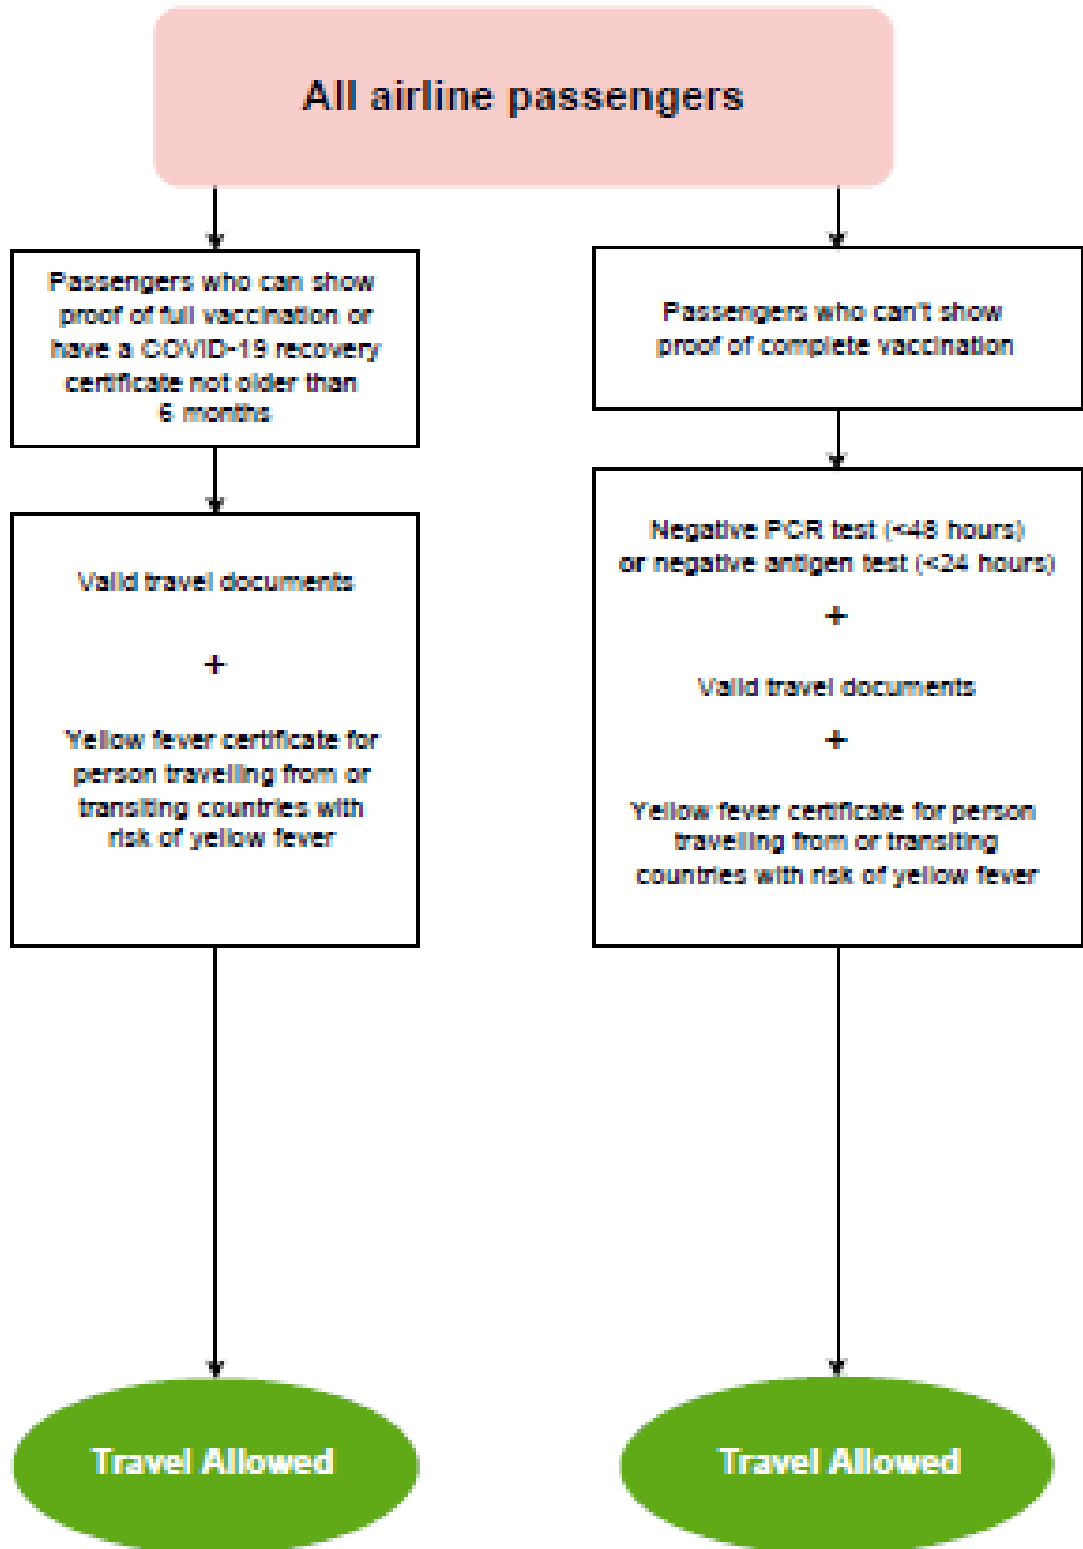 All airline passengers
Passengers who can show
proof of full vaccination or
have a COVID-19 recovery
certificate not older than
6 months
Passengers who can't show
proof of complete vaccination
Valid travel documents
+
Yellow fever certificate for
person travelling from or
transiting countries with
risk of yellow fever
Negative PCR test (<48 hours)
or negative antigen test (<24 hours)
+
Valid travel documents
+
Yellow fever certificate for person
travelling from or transiting
countries with risk of yellow fever
Travel Allowed
Travel Allowed